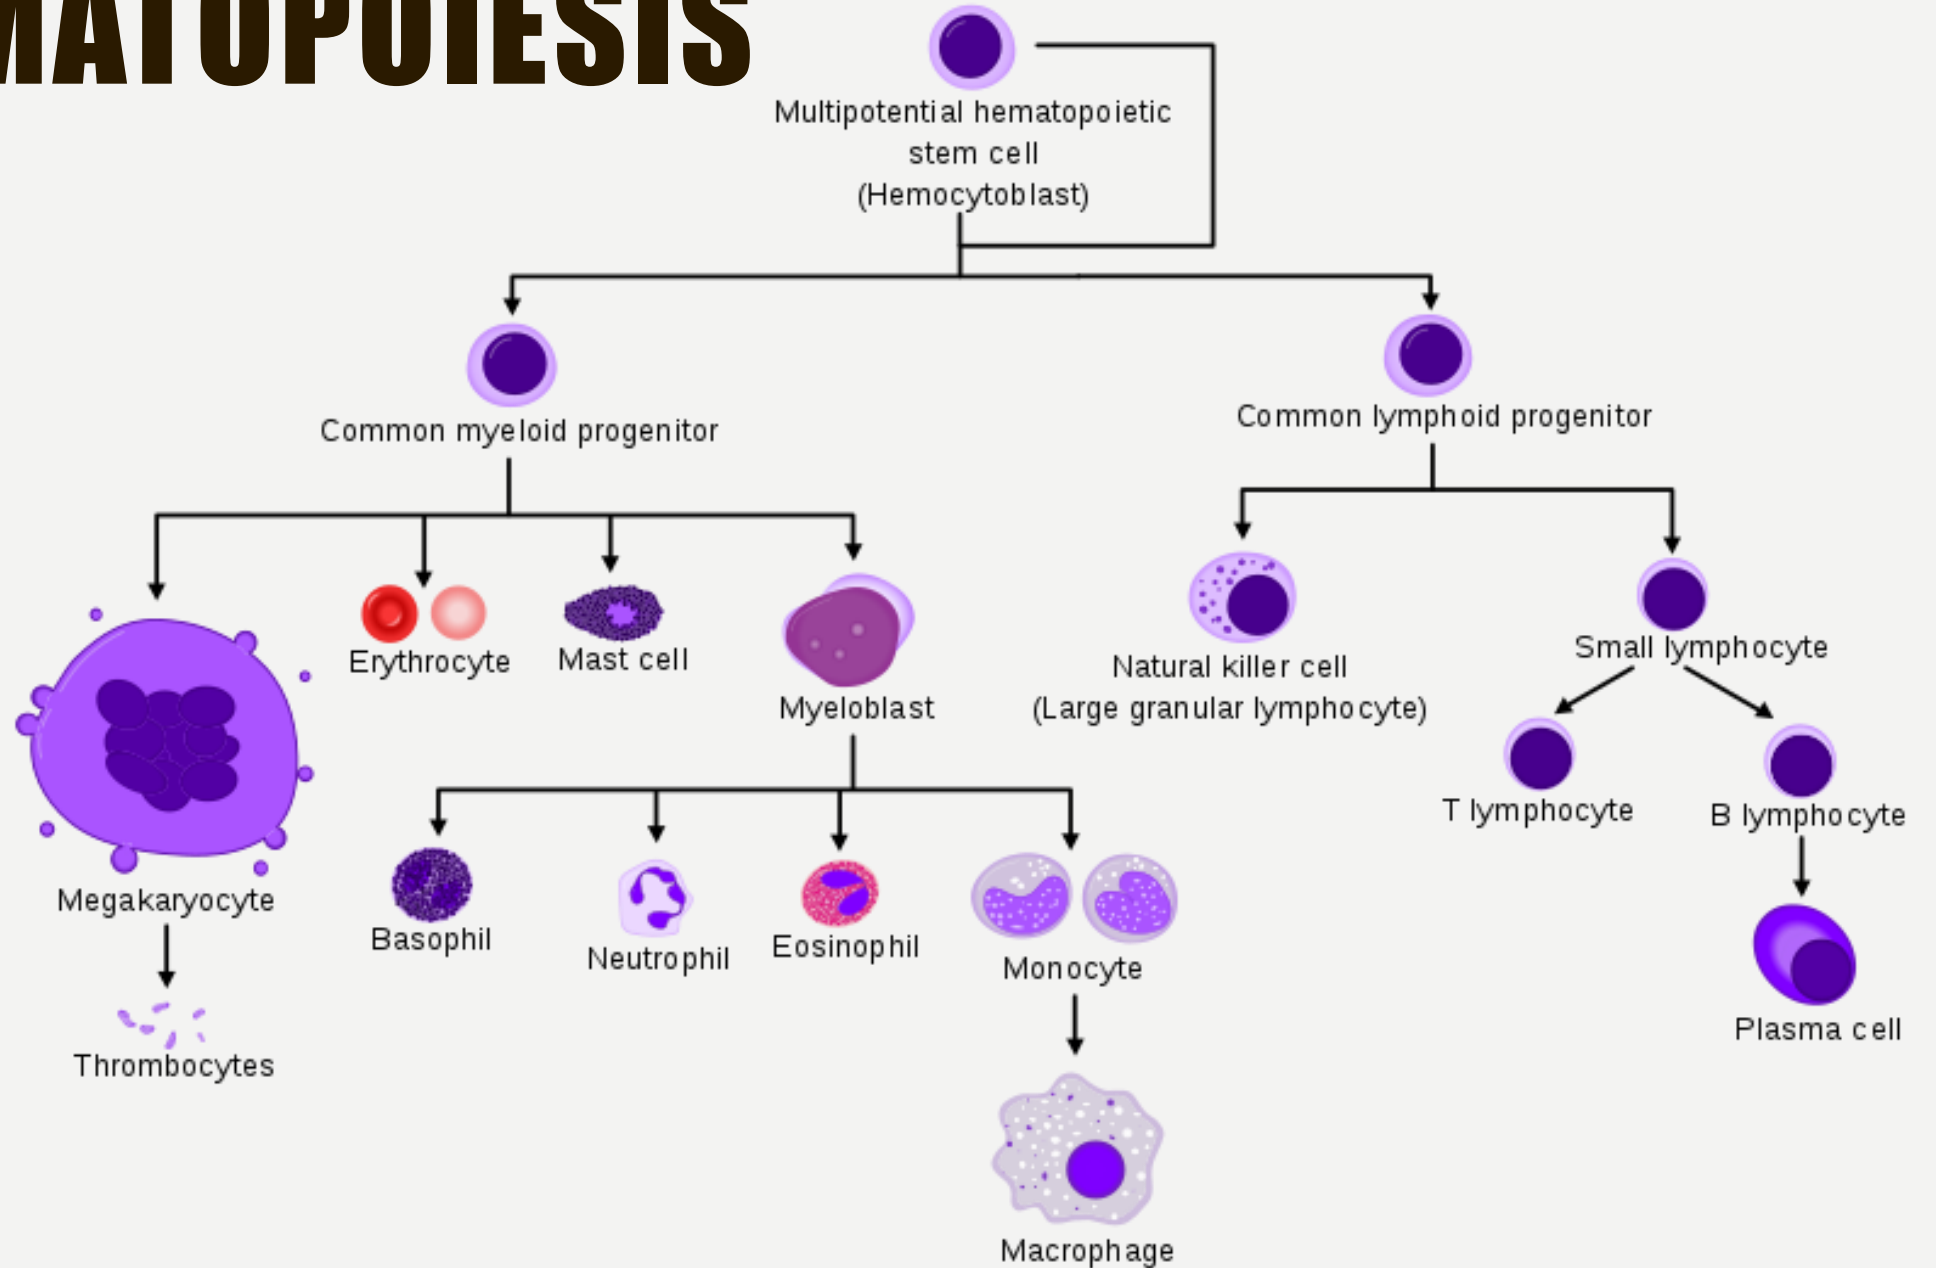 MATOPOIESIS
Multipotential hematopoietic
stem cell
(Hemocytoblast)
Common myeloid progenitor
Common lymphoid progenitor
Erythrocyte
Mast cell
Myeloblast
Natural killer cell
(Large granular lymphocyte)
Small lymphocyte
T lymphocyte
B lymphocyte
Megakaryocyte
Basophil
Neutrophil
Eosinophil
Monocyte
Plasma cell
Thrombocytes
Macrophage